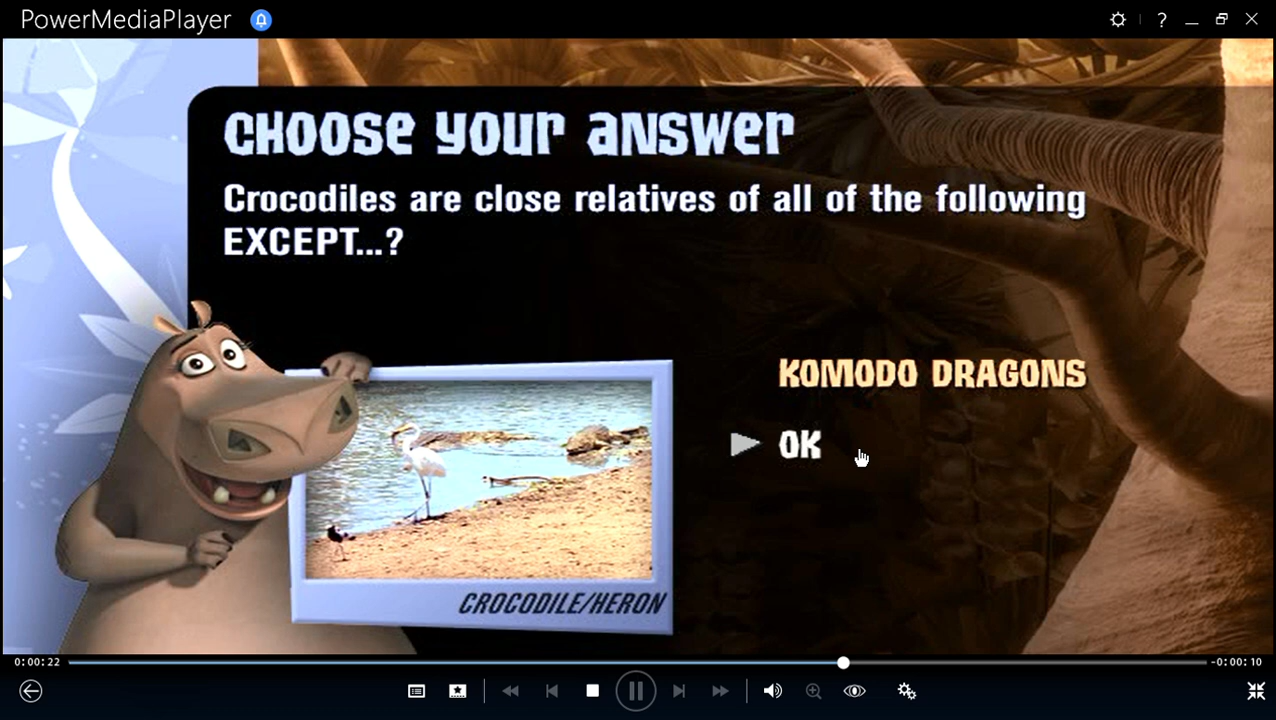 PowerMediaPlayer
?
CHOOSE YOUR ANSWER
Crocodiles are close relatives of all of the following
EXCEPT...?
KOMODO DRAGONS
OK
CROCODILE/HERON
0:00:22
-0:00:10